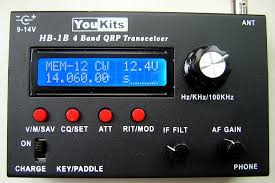 YouKits
HB-1B 4 Band QRP Transceiver
9-14V
ANT
MEM-12 CW 12.4V
14.060.00 s
Hz/KHz/100KHz
V/M/SAV CQ/SET ATT RIT/MOD
ON
IF FILT
AF GAIN
CHARGE KEY/PADDLE
PHONE